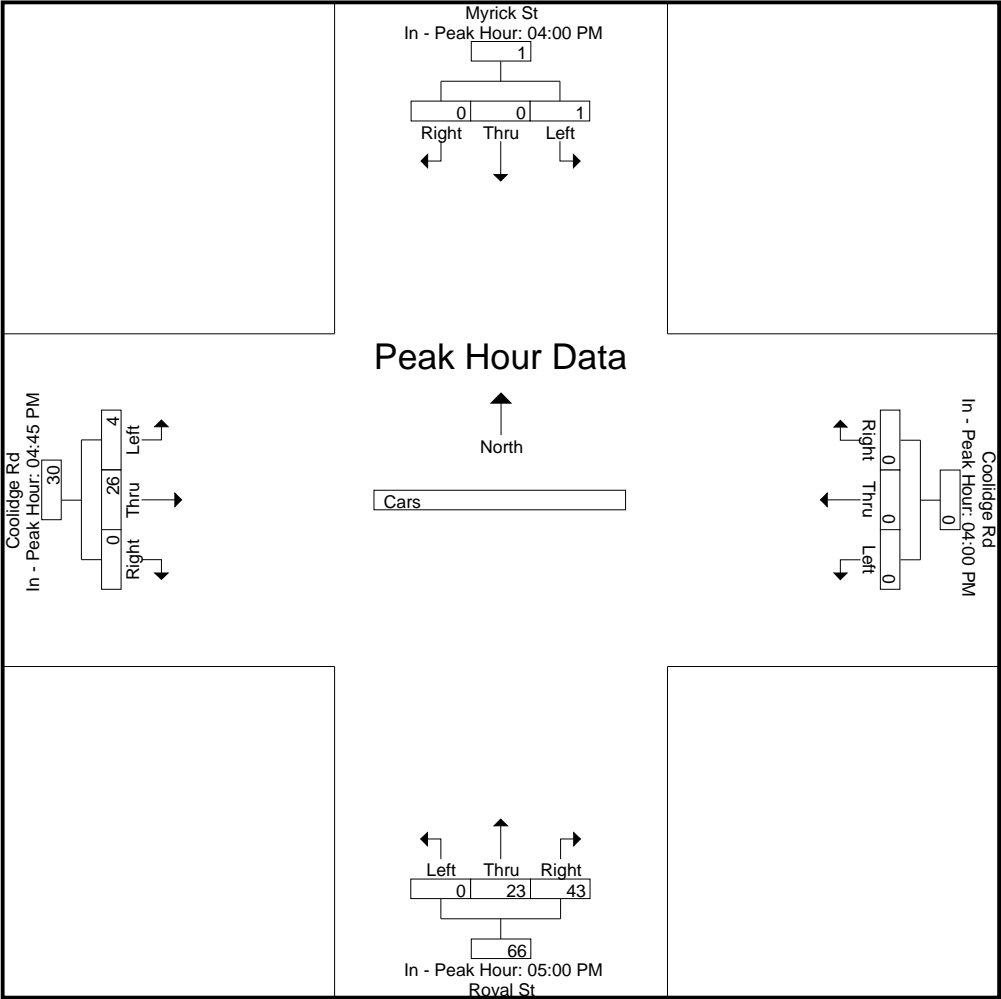 Myrick St
In - Peak Hour: 04:00 PM
1
0 0 1
Right Thru Left
Peak Hour Data
North
Cars
Coolidge Rd
In - Peak Hour: 04:45 PM
30
4 26 0
Left Thru Right
Coolidge Rd
In - Peak Hour: 04:00 PM
0
0 0 0
Right Thru Left
Left Thru Right
0 23 43
66
In - Peak Hour: 05:00 PM
Royal St